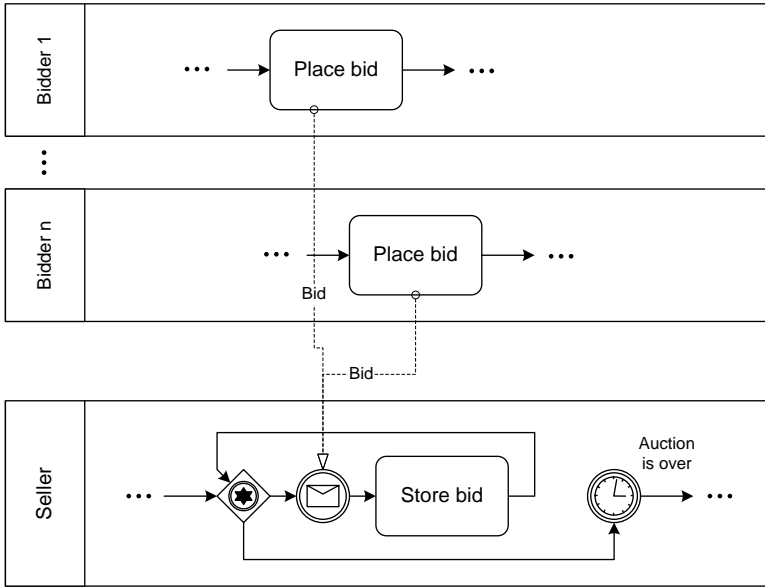 Bidder 1
...
Place bid
...
...
Bidder n
...
Place bid
...
Bid
Bid
Seller
...
Store bid
Auction
is over
...